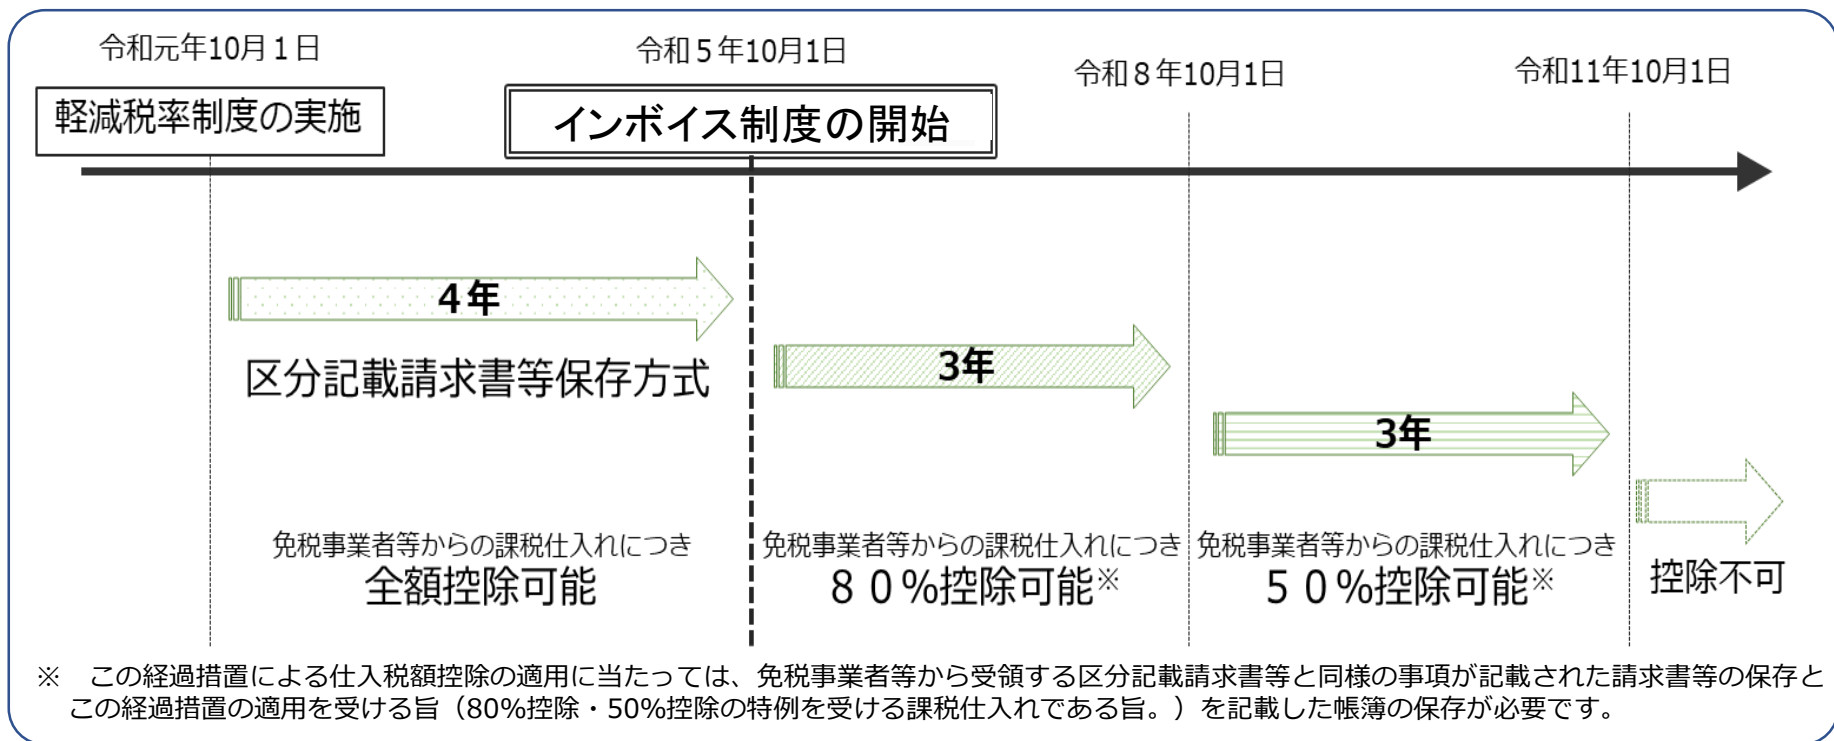 令和元年10月１日
令和５年10月1日
令和８年10月1日
令和11年10月1日
軽減税率制度の実施
インボイス制度の開始
４年
区分記載請求書等保存方式
3年
3年
免税事業者等からの課税仕入れにつき
全額控除可能
免税事業者等からの課税仕入れにつき
８０%控除可能※
免税事業者等からの課税仕入れにつき
５０%控除可能※
控除不可
※　この経過措置による仕入税額控除の適用に当たっては、免税事業者等から受領する区分記載請求書等と同様の事項が記載された請求書等の保存と
この経過措置の適用を受ける旨（80%控除・50%控除の特例を受ける課税仕入れである旨。）を記載した帳簿の保存が必要です。